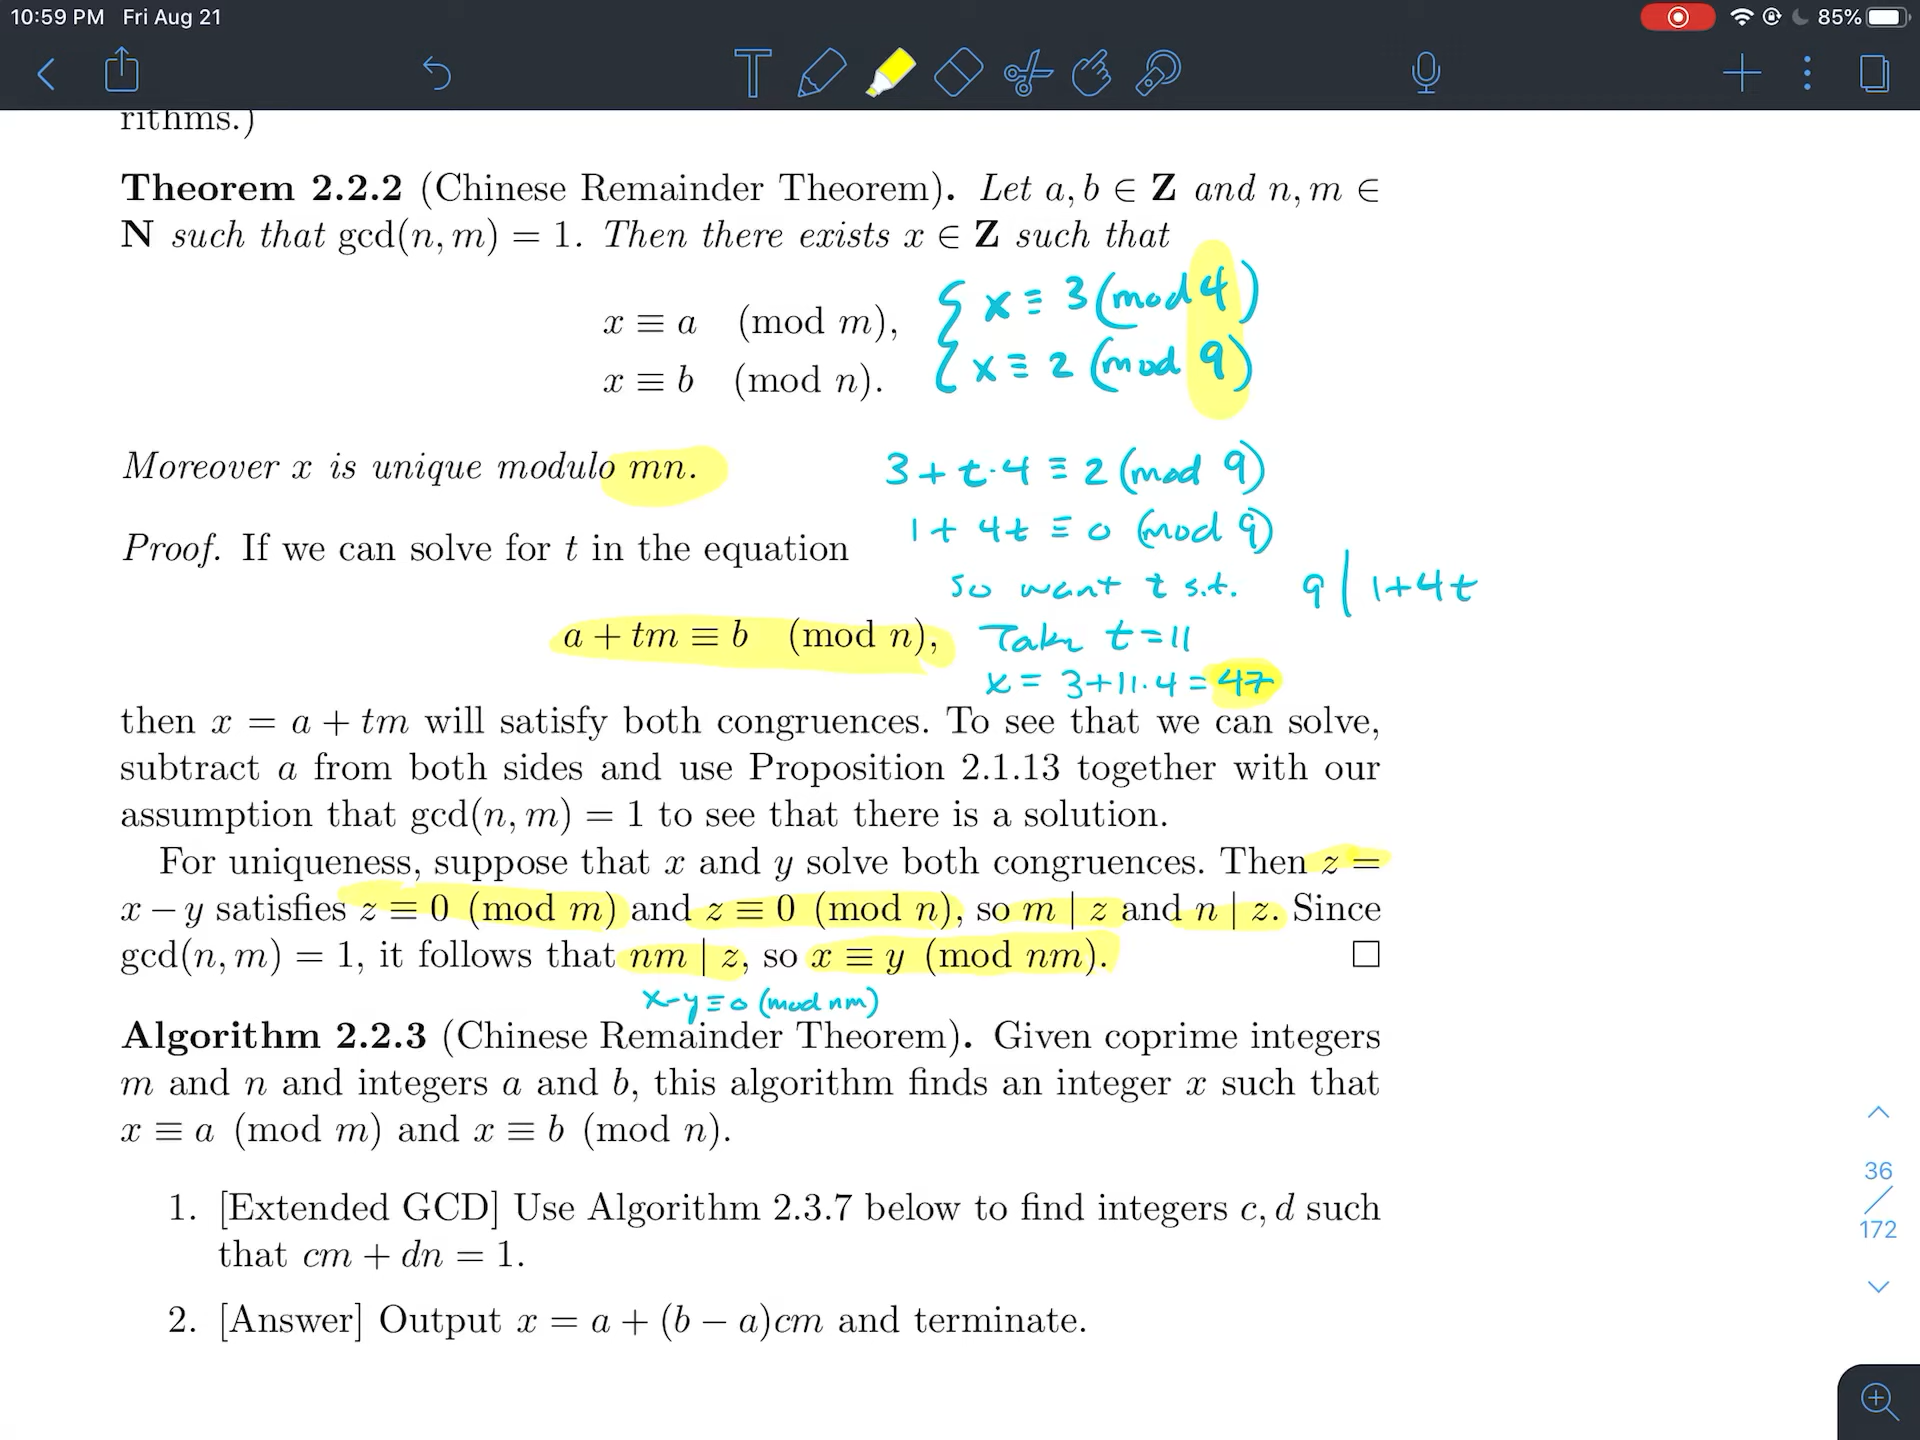 10:59 PM Fri Aug 21
85%
T
rithms.)
Theorem 2.2.2 (Chinese Remainder Theorem). Let a, b ∈ Z and n, m ∈
N such that gcd(n, m) = 1. Then there exists x ∈ Z such that
x ≡ a (mod m),
x ≡ b (mod n).
{ x ≡ 3 (mod 4)
x ≡ 2 (mod 9)
Moreover x is unique modulo mn.
3 + t·4 ≡ 2 (mod 9)
1 + 4t ≡ 0 (mod 9)
Proof. If we can solve for t in the equation
so want t s.t. 9 | 1+4t
a + tm ≡ b (mod n),
Take t = 11
x = 3+11·4 = 47
then x = a + tm will satisfy both congruences. To see that we can solve,
subtract a from both sides and use Proposition 2.1.13 together with our
assumption that gcd(n, m) = 1 to see that there is a solution.
For uniqueness, suppose that x and y solve both congruences. Then z =
x − y satisfies z ≡ 0 (mod m) and z ≡ 0 (mod n), so m | z and n | z. Since
gcd(n, m) = 1, it follows that nm | z, so x ≡ y (mod nm). □
x-y ≡ 0 (mod nm)
Algorithm 2.2.3 (Chinese Remainder Theorem). Given coprime integers
m and n and integers a and b, this algorithm finds an integer x such that
x ≡ a (mod m) and x ≡ b (mod n).
1. [Extended GCD] Use Algorithm 2.3.7 below to find integers c, d such
that cm + dn = 1.
2. [Answer] Output x = a + (b − a)cm and terminate.
36
/
172